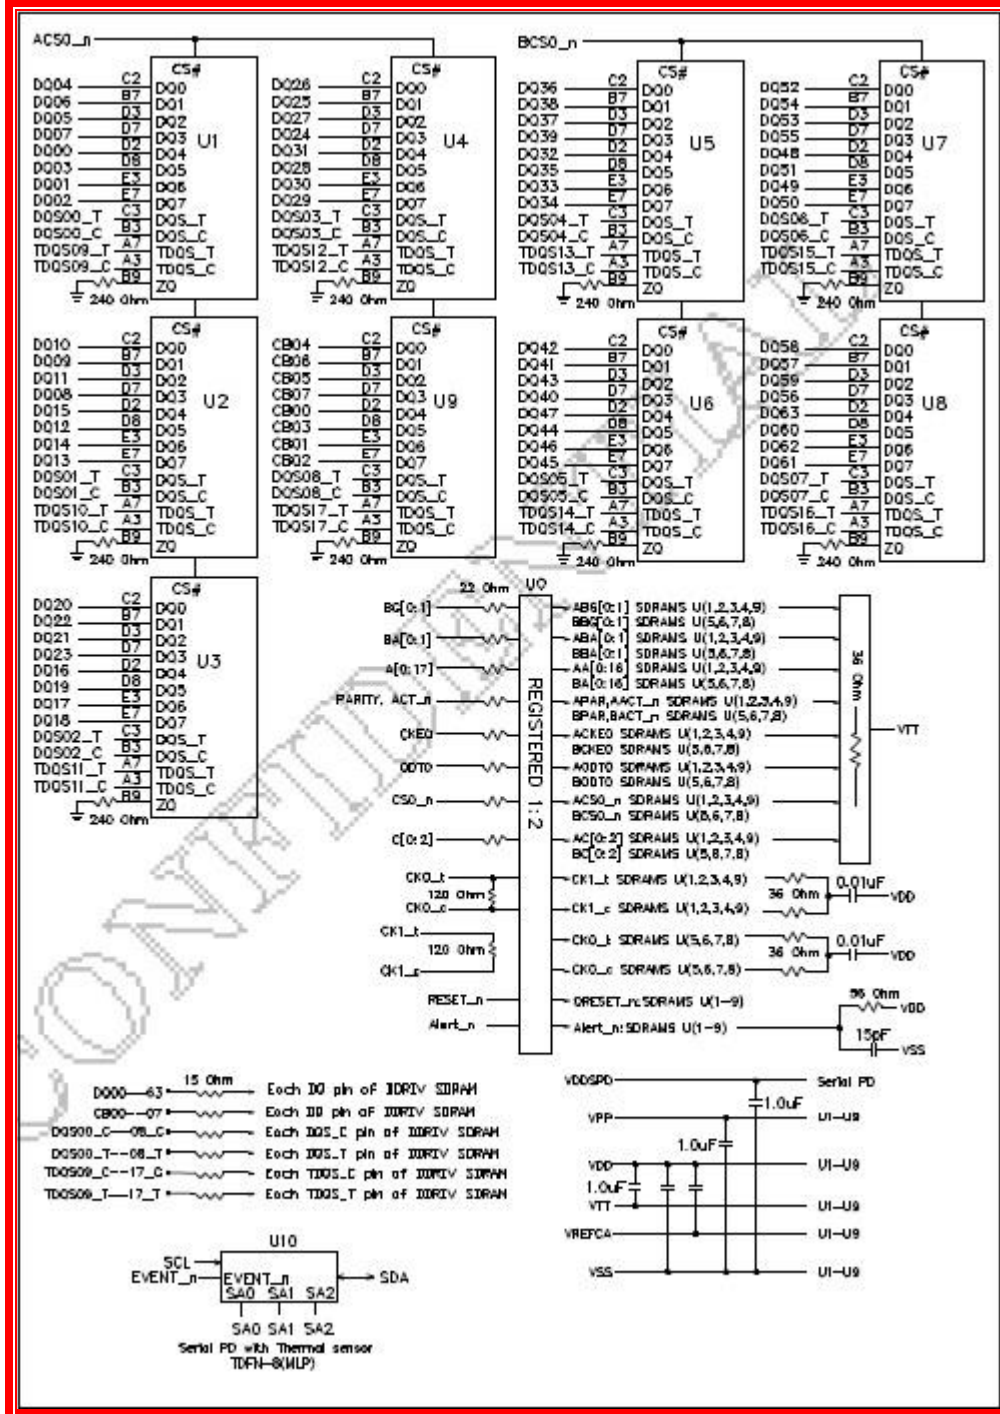 ACS0_n
CS#
DQ04 C2 DQ0
DQ06 B7 DQ1
DQ05 D3 DQ2
DQ07 D7 DQ3
DQ00 D2 DQ4
DQ03 D8 DQ5
DQ01 E3 DQ6
DQ02 E7 DQ7
DQS00_T C3 DQS_T
DQS00_C B3 DQS_C
TDQS09_T A7 TDQS_T
TDQS09_C A3 TDQS_C
B9 ZQ
240 Ohm
U1
CS#
DQ26 C2 DQ0
DQ25 B7 DQ1
DQ27 D3 DQ2
DQ24 D7 DQ3
DQ31 D2 DQ4
DQ28 D8 DQ5
DQ30 E3 DQ6
DQ29 E7 DQ7
DQS03_T C3 DQS_T
DQS03_C B3 DQS_C
TDQS12_T A7 TDQS_T
TDQS12_C A3 TDQS_C
B9 ZQ
240 Ohm
U4
BCS0_n
CS#
DQ36 C2 DQ0
DQ38 B7 DQ1
DQ37 D3 DQ2
DQ39 D7 DQ3
DQ32 D2 DQ4
DQ35 D8 DQ5
DQ33 E3 DQ6
DQ34 E7 DQ7
DQS04_T C3 DQS_T
DQS04_C B3 DQS_C
TDQS13_T A7 TDQS_T
TDQS13_C A3 TDQS_C
B9 ZQ
240 Ohm
U5
CS#
DQ52 C2 DQ0
DQ54 B7 DQ1
DQ53 D3 DQ2
DQ55 D7 DQ3
DQ48 D2 DQ4
DQ51 D8 DQ5
DQ49 E3 DQ6
DQ50 E7 DQ7
DQS06_T C3 DQS_T
DQS06_C B3 DQS_C
TDQS15_T A7 TDQS_T
TDQS15_C A3 TDQS_C
B9 ZQ
240 Ohm
U7
CS#
DQ10 C2 DQ0
DQ09 B7 DQ1
DQ11 D3 DQ2
DQ08 D7 DQ3
DQ15 D2 DQ4
DQ12 D8 DQ5
DQ14 E3 DQ6
DQ13 E7 DQ7
DQS01_T C3 DQS_T
DQS01_C B3 DQS_C
TDQS10_T A7 TDQS_T
TDQS10_C A3 TDQS_C
B9 ZQ
240 Ohm
U2
CS#
CB04 C2 DQ0
CB06 B7 DQ1
CB05 D3 DQ2
CB07 D7 DQ3
CB00 D2 DQ4
CB03 D8 DQ5
CB01 E3 DQ6
CB02 E7 DQ7
DQS08_T C3 DQS_T
DQS08_C B3 DQS_C
TDQS17_T A7 TDQS_T
TDQS17_C A3 TDQS_C
B9 ZQ
240 Ohm
U9
CS#
DQ42 C2 DQ0
DQ41 B7 DQ1
DQ43 D3 DQ2
DQ40 D7 DQ3
DQ47 D2 DQ4
DQ44 D8 DQ5
DQ46 E3 DQ6
DQ45 E7 DQ7
DQS05_T C3 DQS_T
DQS05_C B3 DQS_C
TDQS14_T A7 TDQS_T
TDQS14_C A3 TDQS_C
B9 ZQ
240 Ohm
U6
CS#
DQ58 C2 DQ0
DQ57 B7 DQ1
DQ59 D3 DQ2
DQ56 D7 DQ3
DQ63 D2 DQ4
DQ60 D8 DQ5
DQ62 E3 DQ6
DQ61 E7 DQ7
DQS07_T C3 DQS_T
DQS07_C B3 DQS_C
TDQS16_T A7 TDQS_T
TDQS16_C A3 TDQS_C
B9 ZQ
240 Ohm
U8
CS#
DQ20 C2 DQ0
DQ22 B7 DQ1
DQ21 D3 DQ2
DQ23 D7 DQ3
DQ16 D2 DQ4
DQ19 D8 DQ5
DQ17 E3 DQ6
DQ18 E7 DQ7
DQS02_T C3 DQS_T
DQS02_C B3 DQS_C
TDQS11_T A7 TDQS_T
TDQS11_C A3 TDQS_C
B9 ZQ
240 Ohm
U3
22 Ohm U0
REGISTERED 1:2
BG[0:1] ABG[0:1] SDRAMS U(1,2,3,4,9)
BBG[0:1] SDRAMS U(5,6,7,8)
BA[0:1] ABA[0:1] SDRAMS U(1,2,3,4,9)
BBA[0:1] SDRAMS U(5,6,7,8)
A[0:17] AA[0:16] SDRAMS U(1,2,3,4,9)
BA[0:16] SDRAMS U(5,6,7,8)
PARITY, ACT_n APAR,AACT_n SDRAMS U(1,2,3,4,9)
BPAR,BACT_n SDRAMS U(5,6,7,8)
CKE0 ACKE0 SDRAMS U(1,2,3,4,9)
BCKE0 SDRAMS U(5,6,7,8)
ODT0 AODT0 SDRAMS U(1,2,3,4,9)
BODT0 SDRAMS U(5,6,7,8)
CS0_n ACS0_n SDRAMS U(1,2,3,4,9)
BCS0_n SDRAMS U(5,6,7,8)
C[0:2] AC[0:2] SDRAMS U(1,2,3,4,9)
BC[0:2] SDRAMS U(5,6,7,8)
36 Ohm
VTT
CK0_t CK1_t SDRAMS U(1,2,3,4,9)
120 Ohm 36 Ohm 0.01uF VDD
CK0_c CK1_c SDRAMS U(1,2,3,4,9)
CK1_t CK0_t SDRAMS U(5,6,7,8)
120 Ohm 36 Ohm 0.01uF VDD
CK1_c CK0_c SDRAMS U(5,6,7,8)
RESET_n QRESET_n:SDRAMS U(1-9)
Alert_n Alert_n:SDRAMS U(1-9)
56 Ohm VDD
15pF VSS
15 Ohm
DQ00--63 Each DQ pin of DDRIV SDRAM
CB00--07 Each DQ pin of DDRIV SDRAM
DQS00_C--08_C Each DQS_C pin of DDRIV SDRAM
DQS00_T--08_T Each DQS_T pin of DDRIV SDRAM
TDQS09_C--17_C Each TDQS_C pin of DDRIV SDRAM
TDQS09_T--17_T Each TDQS_T pin of DDRIV SDRAM
VDDSPD Serial PD
1.0uF
VPP U1-U9
1.0uF
VDD U1-U9
1.0uF
VTT U1-U9
VREFCA U1-U9
VSS U1-U9
U10
SCL
EVENT_n EVENT_n SDA
SA0 SA1 SA2
SA0 SA1 SA2
Serial PD with Thermal sensor
TDFN-8(MLP)
CONFIDENTIAL